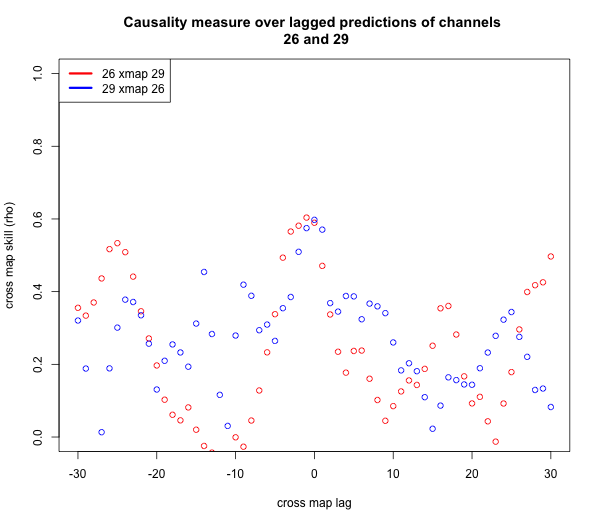 Causality measure over lagged predictions of channels
26 and 29
26 xmap 29
29 xmap 26
cross map skill (rho)
1.0
0.8
0.6
0.4
0.2
0.0
-30
-20
-10
0
10
20
30
cross map lag